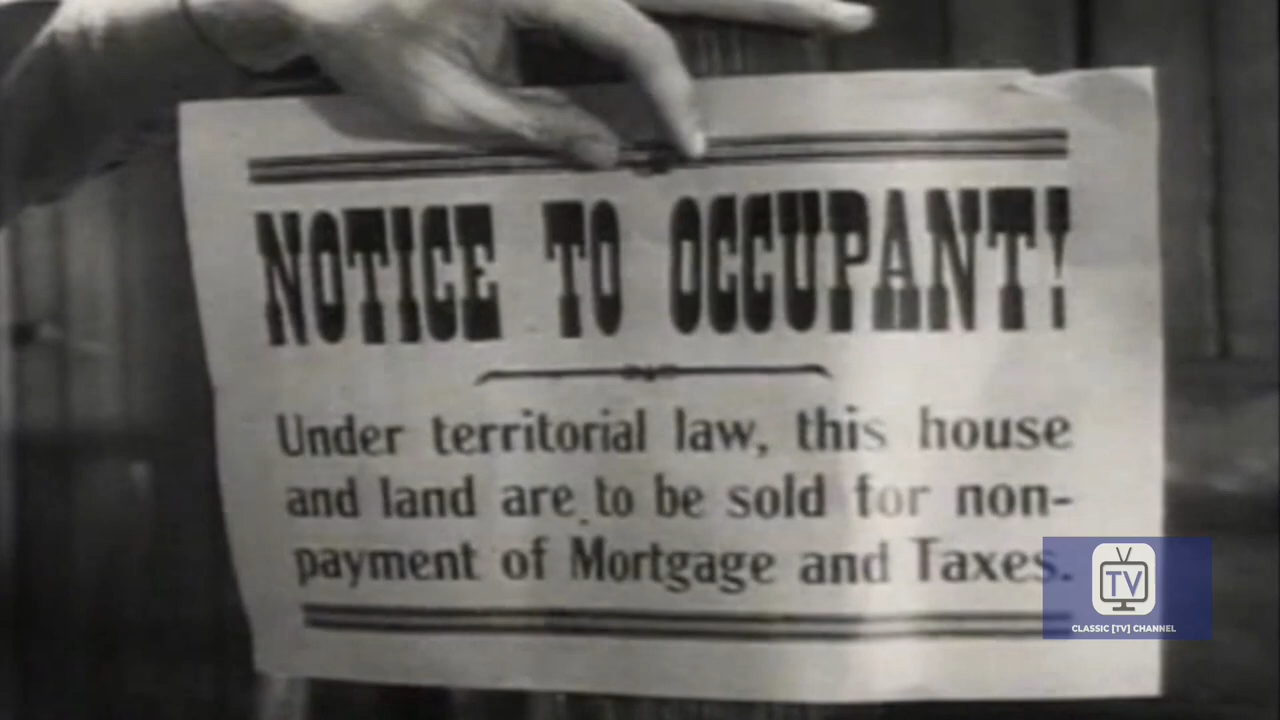 NOTICE TO OCCUPANT!
Under territorial law, this house
and land are to be sold for non-
payment of Mortgage and Taxes.
TV
CLASSIC [TV] CHANNEL